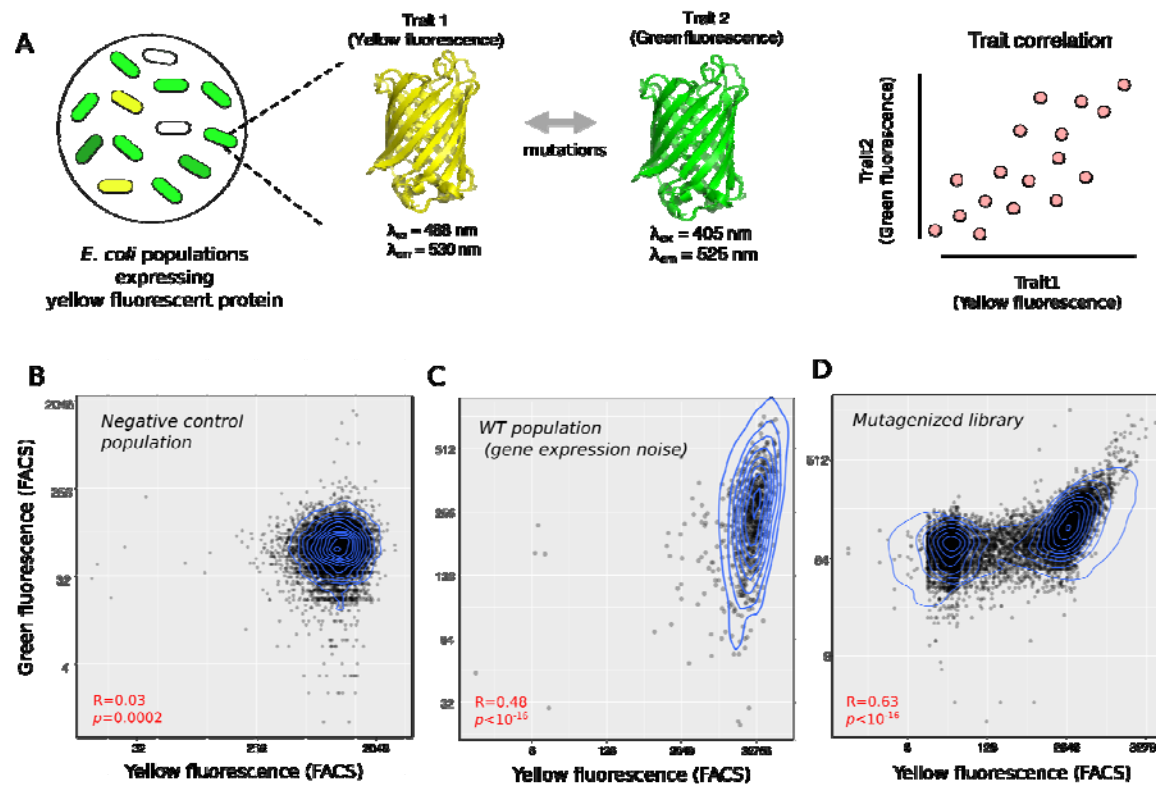 A
Trait 1
(Yellow fluorescence)
Trait 2
(Green fluorescence)
Trait correlation
mutations
λex = 488 nm
λem = 530 nm
λex = 405 nm
λem = 525 nm
E. coli populations
expressing
yellow fluorescent protein
Trait2
(Green fluorescence)
Trait1
(Yellow fluorescence)
B
Negative control
population
Green fluorescence (FACS)
2048
256
32
4
R=0.03
p=0.0002
32
256
2048
Yellow fluorescence (FACS)
C
WT population
(gene expression noise)
512
256
128
64
32
R=0.48
p<10-16
128
2048
32768
Yellow fluorescence (FACS)
D
Mutagenized library
512
64
8
R=0.63
p<10-16
128
2048
Yellow fluorescence (FACS)